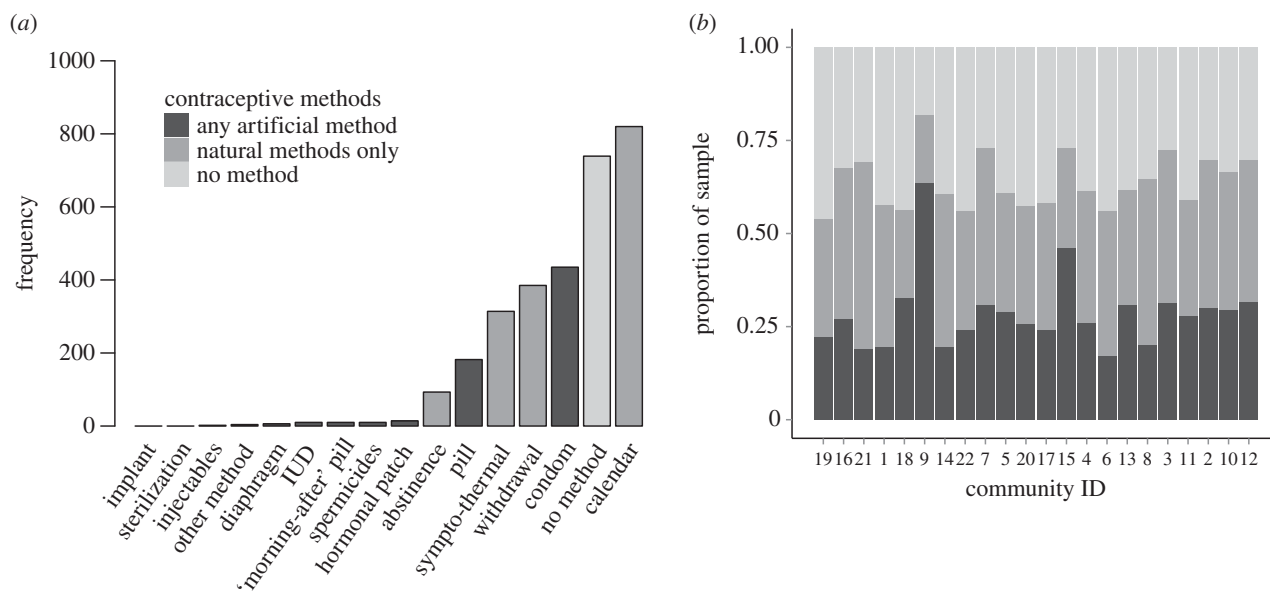 (a)
1000
800
600
400
200
0
frequency
contraceptive methods
any artificial method
natural methods only
no method
implant
sterilization
injectables
other method
diaphragm
IUD
‘morning-after’ pill
spermicides
hormonal patch
abstinence
pill
sympto-thermal
withdrawal
condom
no method
calendar
(b)
1.00
0.75
0.50
0.25
0
proportion of sample
19 16 21 1 18 9 14 22 7 5 20 17 15 4 6 13 8 3 11 2 10 12
community ID